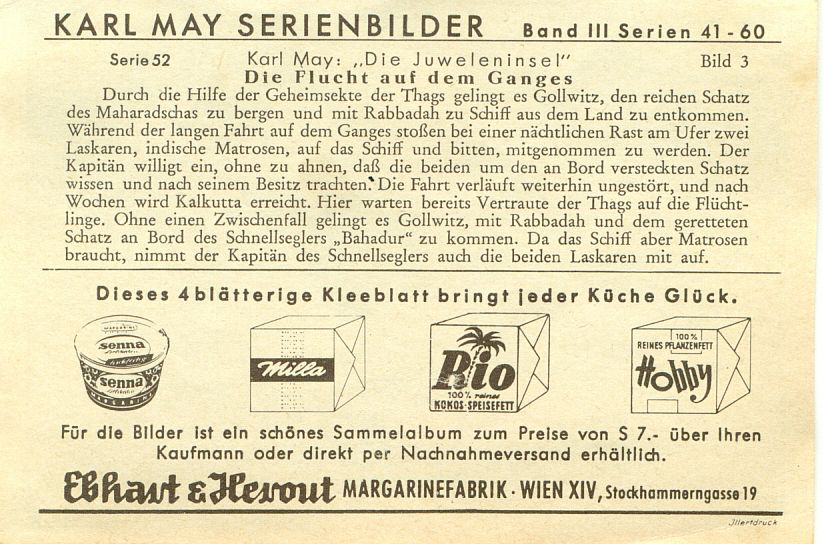 KARL MAY SERIENBILDER Band III Serien 41-60
Serie 52 Karl May: „Die Juweleninsel" Bild 3
Die Flucht auf dem Ganges
Durch die Hilfe der Geheimsekte der Thags gelingt es Gollwitz, den reichen Schatz
des Maharadschas zu bergen und mit Rabbadah zu Schiff aus dem Land zu entkommen.
Während der langen Fahrt auf dem Ganges stoßen bei einer nächtlichen Rast am Ufer zwei
Laskaren, indische Matrosen, auf das Schiff und bitten, mitgenommen zu werden. Der
Kapitän willigt ein, ohne zu ahnen, daß die beiden um den an Bord versteckten Schatz
wissen und nach seinem Besitz trachten. Die Fahrt verläuft weiterhin ungestört, und nach
Wochen wird Kalkutta erreicht. Hier warten bereits Vertraute der Thags auf die Flücht-
linge. Ohne einen Zwischenfall gelingt es Gollwitz, mit Rabbadah und dem geretteten
Schatz an Bord des Schnellseglers „Bahadur" zu kommen. Da das Schiff aber Matrosen
braucht, nimmt der Kapitän des Schnellseglers auch die beiden Laskaren mit auf.
Dieses 4blätterige Kleeblatt bringt jeder Küche Glück.
MARGARINE
senna
senna
MARGARINE
Milla
Rio
100% reines
KOKOS-SPEISEFETT
100%
REINES PFLANZENFETT
Hobby
Für die Bilder ist ein schönes Sammelalbum zum Preise von S 7.- über Ihren
Kaufmann oder direkt per Nachnahmeversand erhältlich.
Ebhart & Herout MARGARINEFABRIK · WIEN XIV, Stockhammerngasse 19
Jllertdruck